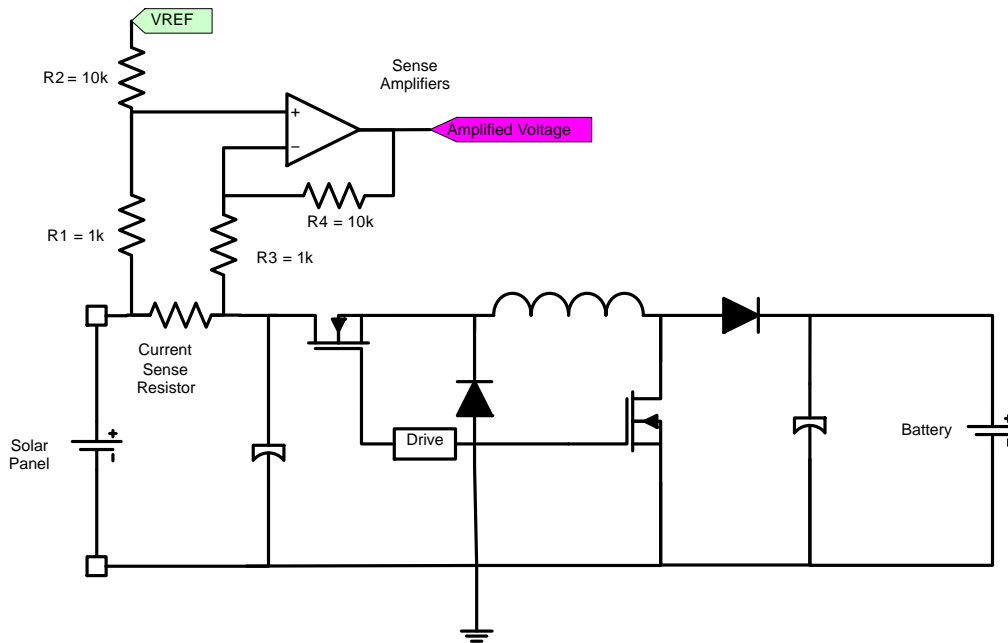 VREF
R2 = 10k
Sense
Amplifiers
+
Amplified Voltage
−
R4 = 10k
R1 = 1k
R3 = 1k
Current
Sense
Resistor
Drive
Solar
Panel
+
-
Battery
+
-